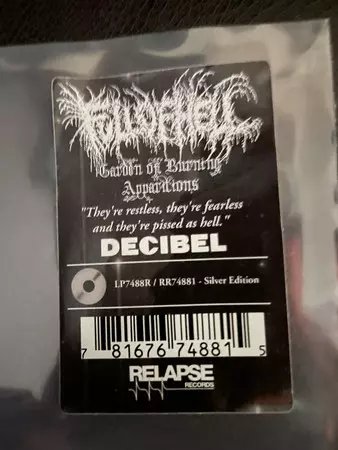 FULL OF HELL
Garden of Burning
Apparitions
"They're restless, they're fearless
and they're pissed as hell."
DECIBEL
LP7488R / RR74881 - Silver Edition
7 81676 74881 5
RELAPSE
RECORDS